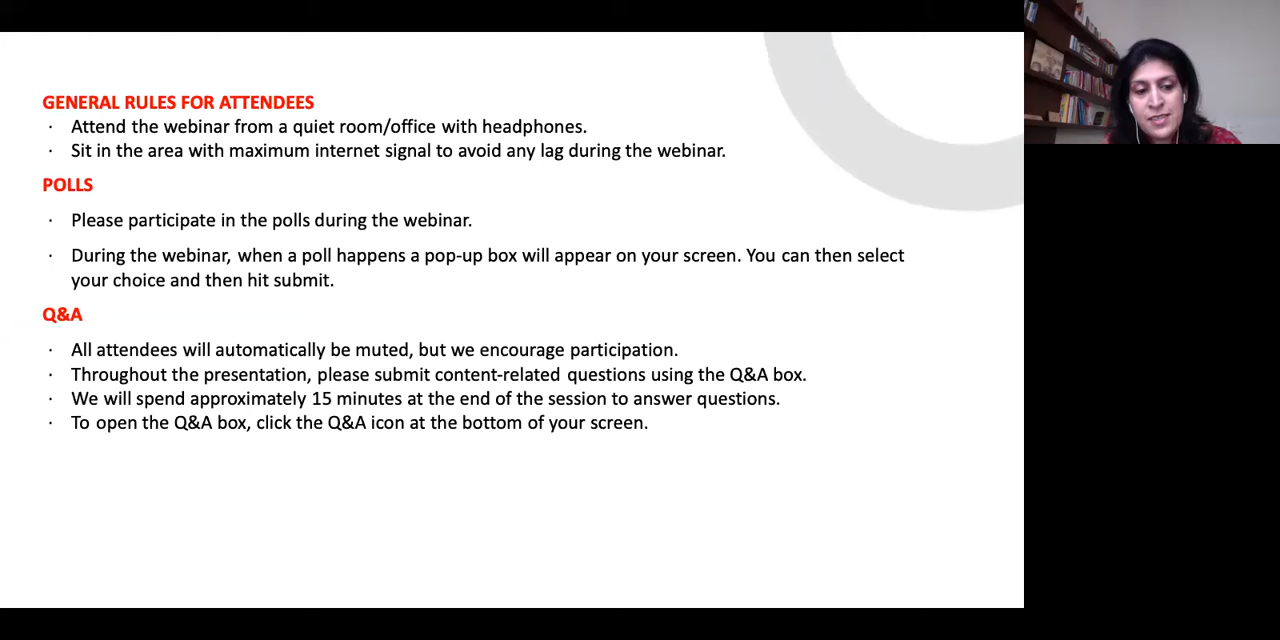 GENERAL RULES FOR ATTENDEES
· Attend the webinar from a quiet room/office with headphones.
· Sit in the area with maximum internet signal to avoid any lag during the webinar.
POLLS
· Please participate in the polls during the webinar.
· During the webinar, when a poll happens a pop-up box will appear on your screen. You can then select
your choice and then hit submit.
Q&A
· All attendees will automatically be muted, but we encourage participation.
· Throughout the presentation, please submit content-related questions using the Q&A box.
· We will spend approximately 15 minutes at the end of the session to answer questions.
· To open the Q&A box, click the Q&A icon at the bottom of your screen.